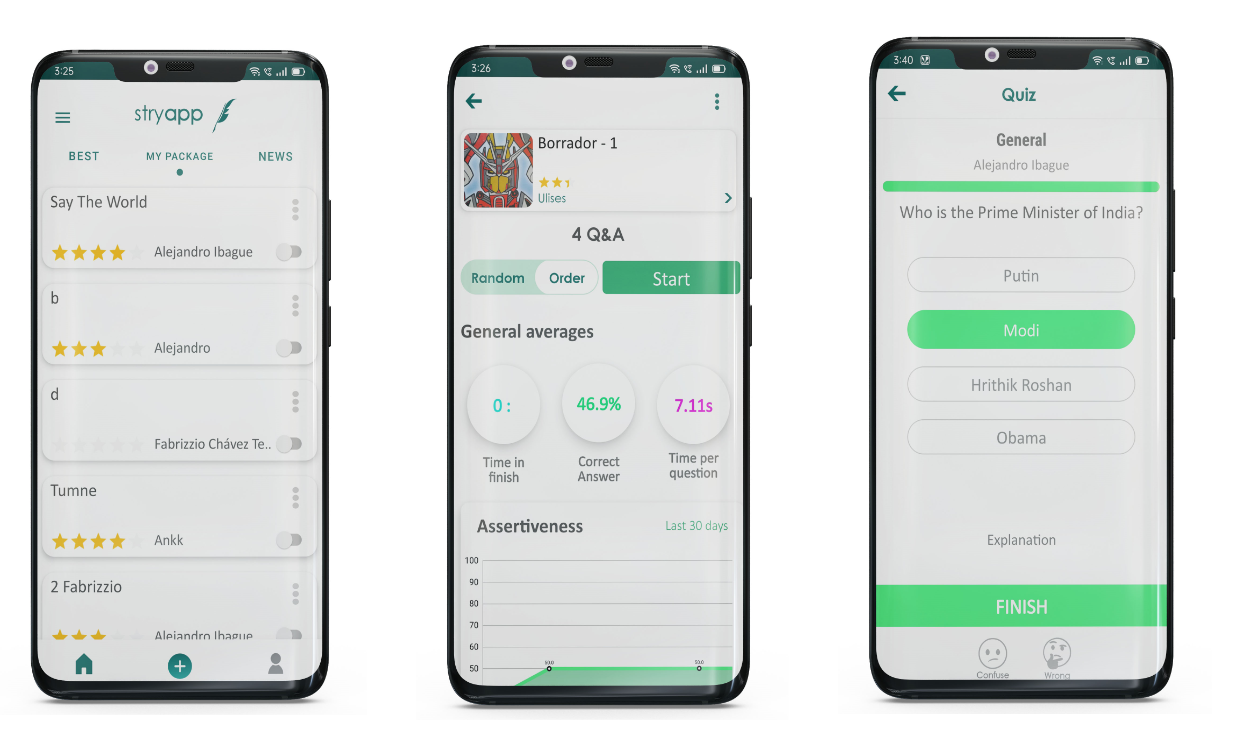 3:25
stryapp
BEST
MY PACKAGE
NEWS
Say The World
Alejandro Ibague
b
Alejandro
d
Fabrizzio Chávez Te..
Tumne
Ankk
2 Fabrizzio
Alejandro Ibague
3:26
Borrador - 1
Ulises
4 Q&A
Random
Order
Start
General averages
0 :
46.9%
7.11s
Time in
finish
Correct
Answer
Time per
question
Assertiveness
Last 30 days
100
90
80
70
60
50
50.0
50.0
3:40
Quiz
General
Alejandro Ibague
Who is the Prime Minister of India?
Putin
Modi
Hrithik Roshan
Obama
Explanation
FINISH
Confuse
Wrong